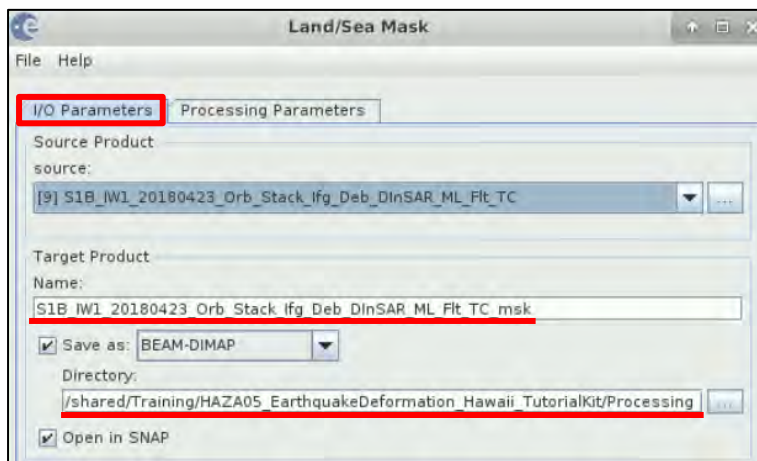 Land/Sea Mask
File Help
I/O Parameters Processing Parameters
Source Product
source:
[9] S1B_IW1_20180423_Orb_Stack_Ifg_Deb_DInSAR_ML_Flt_TC
...
Target Product
Name:
S1B_IW1_20180423_Orb_Stack_Ifg_Deb_DInSAR_ML_Flt_TC_msk
Save as: BEAM-DIMAP
Directory:
/shared/Training/HAZA05_EarthquakeDeformation_Hawaii_TutorialKit/Processing ...
Open in SNAP